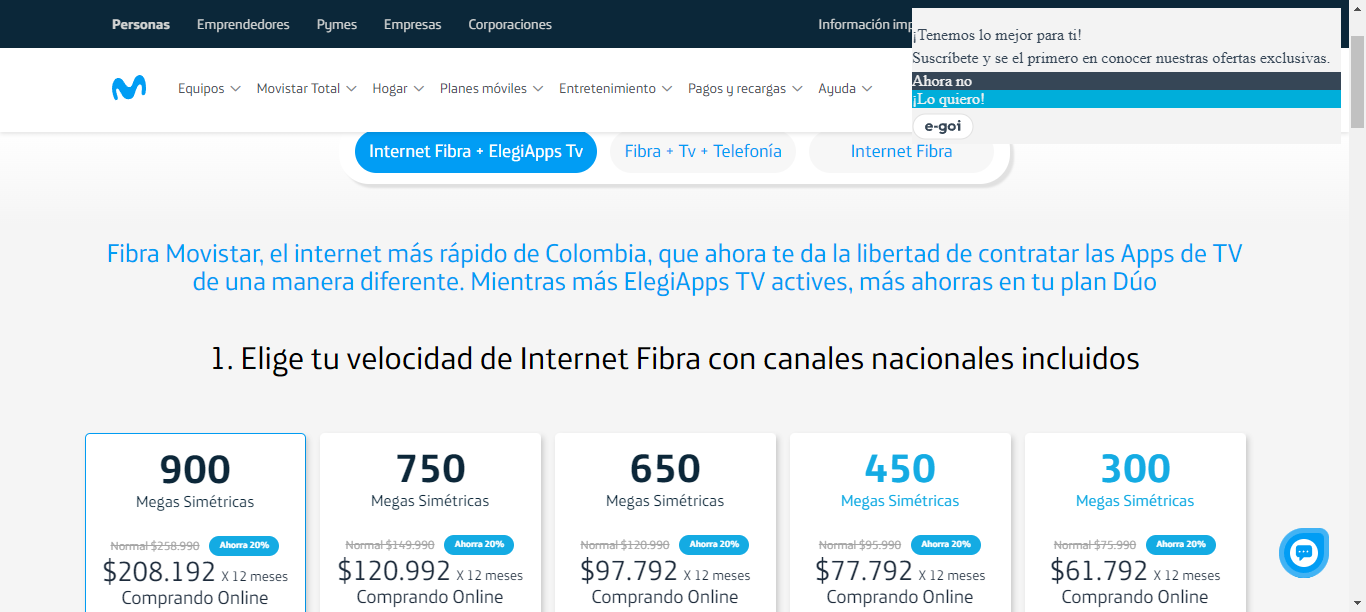 Personas Emprendedores Pymes Empresas Corporaciones Información imp
¡Tenemos lo mejor para ti!
Suscríbete y se el primero en conocer nuestras ofertas exclusivas.
Ahora no
¡Lo quiero!
e-goi
Equipos Movistar Total Hogar Planes móviles Entretenimiento Pagos y recargas Ayuda
Internet Fibra + ElegiApps Tv Fibra + Tv + Telefonía Internet Fibra
Fibra Movistar, el internet más rápido de Colombia, que ahora te da la libertad de contratar las Apps de TV
de una manera diferente. Mientras más ElegiApps TV actives, más ahorras en tu plan Dúo
1. Elige tu velocidad de Internet Fibra con canales nacionales incluidos
900
Megas Simétricas
Normal $258.990 Ahorra 20%
$208.192 X 12 meses
Comprando Online
750
Megas Simétricas
Normal $149.990 Ahorra 20%
$120.992 X 12 meses
Comprando Online
650
Megas Simétricas
Normal $120.990 Ahorra 20%
$97.792 X 12 meses
Comprando Online
450
Megas Simétricas
Normal $95.990 Ahorra 20%
$77.792 X 12 meses
Comprando Online
300
Megas Simétricas
Normal $75.990 Ahorra 20%
$61.792 X 12 meses
Comprando Online